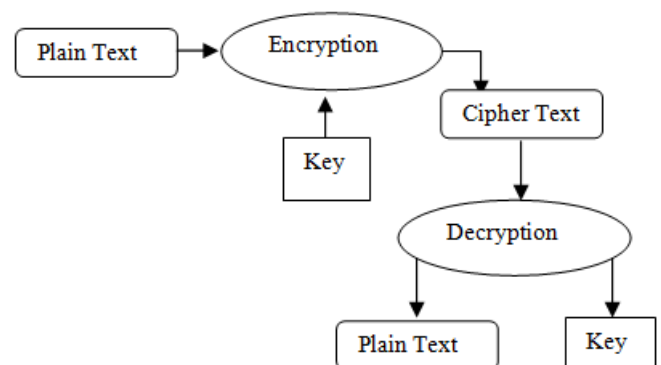 Plain Text
Encryption
Key
Cipher Text
Decryption
Plain Text
Key